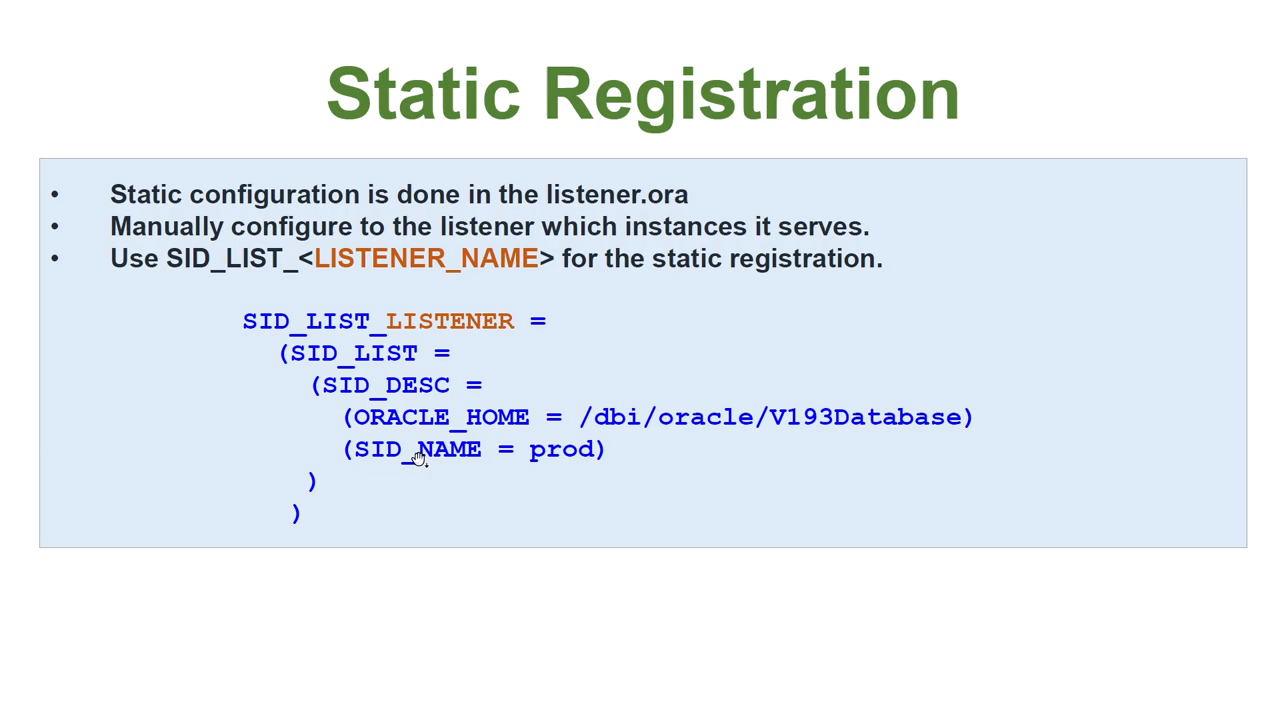 Static Registration
• Static configuration is done in the listener.ora
• Manually configure to the listener which instances it serves.
• Use SID_LIST_<LISTENER_NAME> for the static registration.
SID_LIST_LISTENER =
(SID_LIST =
(SID_DESC =
(ORACLE_HOME = /dbi/oracle/V193Database)
(SID_NAME = prod)
)
)